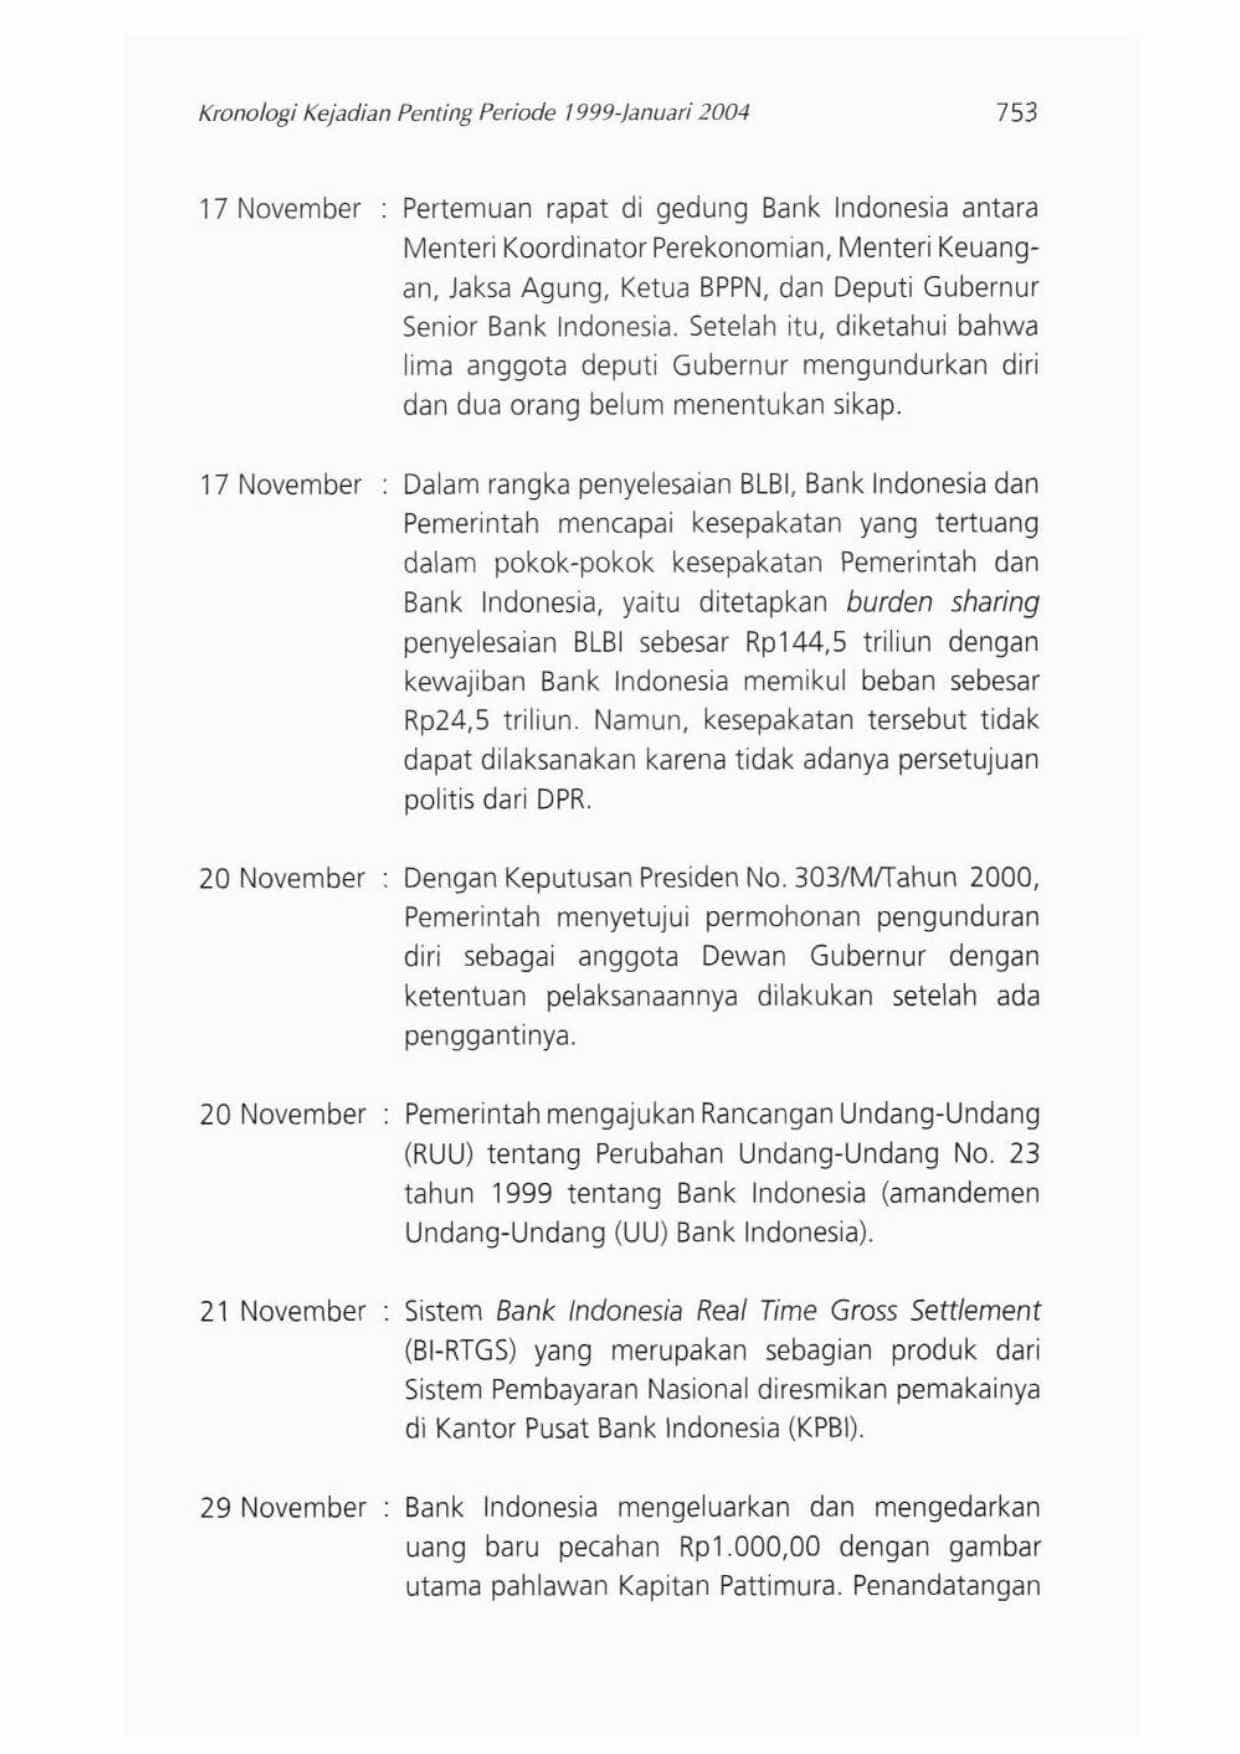 Kronologi Kejadian Penting Periode 1999-Januari 2004 753
17 November : Pertemuan rapat di gedung Bank Indonesia antara
Menteri Koordinator Perekonomian, Menteri Keuang-
an, Jaksa Agung, Ketua BPPN, dan Deputi Gubernur
Senior Bank Indonesia. Setelah itu, diketahui bahwa
lima anggota deputi Gubernur mengundurkan diri
dan dua orang belum menentukan sikap.
17 November : Dalam rangka penyelesaian BLBI, Bank Indonesia dan
Pemerintah mencapai kesepakatan yang tertuang
dalam pokok-pokok kesepakatan Pemerintah dan
Bank Indonesia, yaitu ditetapkan burden sharing
penyelesaian BLBI sebesar Rp144,5 triliun dengan
kewajiban Bank Indonesia memikul beban sebesar
Rp24,5 triliun. Namun, kesepakatan tersebut tidak
dapat dilaksanakan karena tidak adanya persetujuan
politis dari DPR.
20 November : Dengan Keputusan Presiden No. 303/M/Tahun 2000,
Pemerintah menyetujui permohonan pengunduran
diri sebagai anggota Dewan Gubernur dengan
ketentuan pelaksanaannya dilakukan setelah ada
penggantinya.
20 November : Pemerintah mengajukan Rancangan Undang-Undang
(RUU) tentang Perubahan Undang-Undang No. 23
tahun 1999 tentang Bank Indonesia (amandemen
Undang-Undang (UU) Bank Indonesia).
21 November : Sistem Bank Indonesia Real Time Gross Settlement
(BI-RTGS) yang merupakan sebagian produk dari
Sistem Pembayaran Nasional diresmikan pemakainya
di Kantor Pusat Bank Indonesia (KPBI).
29 November : Bank Indonesia mengeluarkan dan mengedarkan
uang baru pecahan Rp1.000,00 dengan gambar
utama pahlawan Kapitan Pattimura. Penandatangan